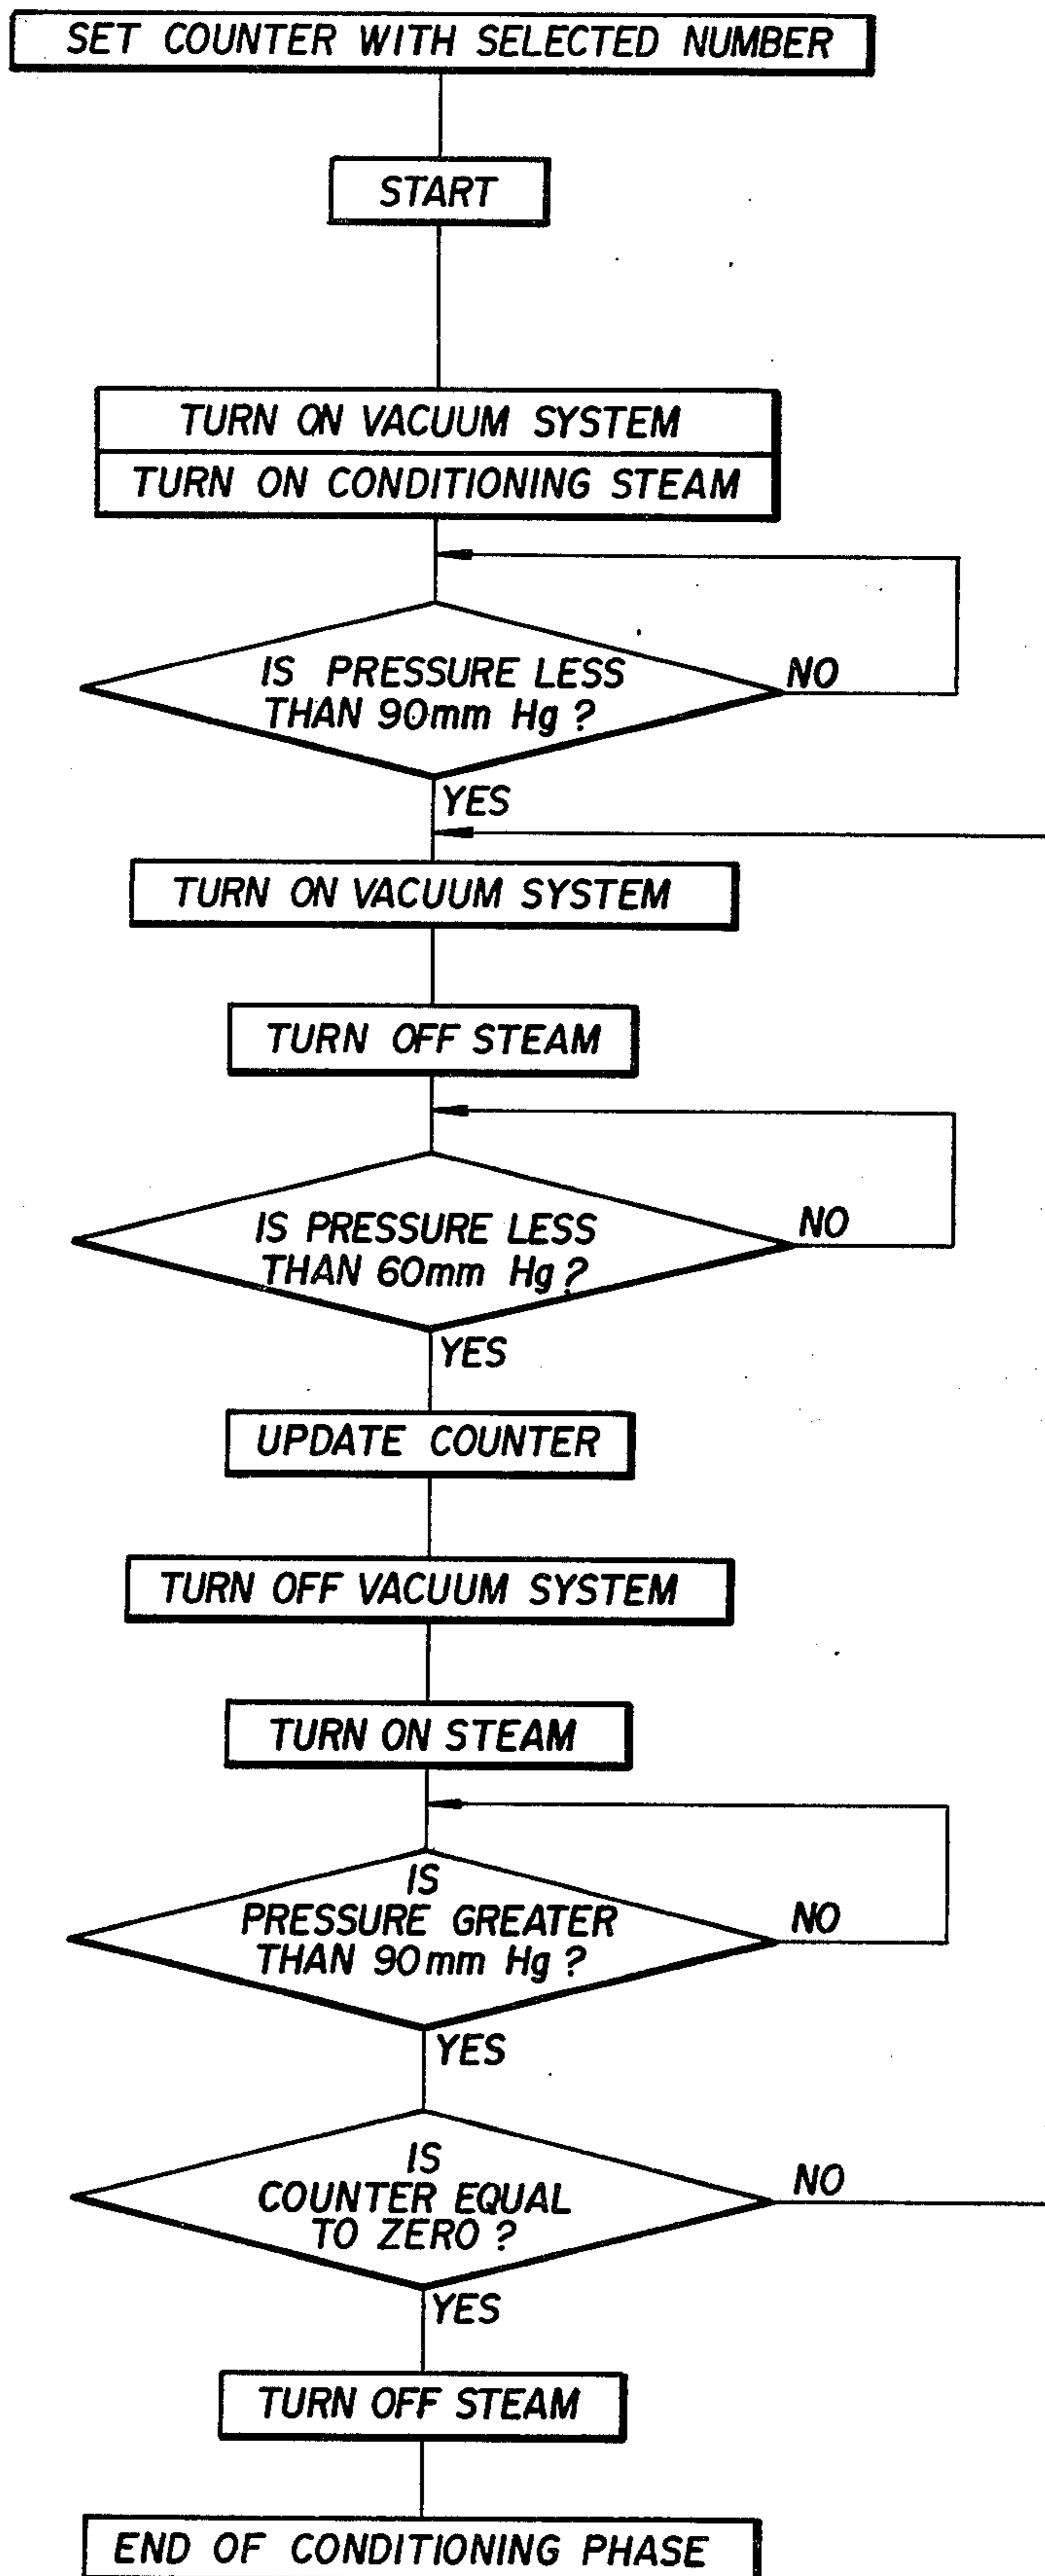 SET COUNTER WITH SELECTED NUMBER
START
TURN ON VACUUM SYSTEM
TURN ON CONDITIONING STEAM
IS PRESSURE LESS
THAN 90mm Hg ?
NO
YES
TURN ON VACUUM SYSTEM
TURN OFF STEAM
IS PRESSURE LESS
THAN 60mm Hg ?
NO
YES
UPDATE COUNTER
TURN OFF VACUUM SYSTEM
TURN ON STEAM
IS
PRESSURE GREATER
THAN 90mm Hg ?
NO
YES
IS
COUNTER EQUAL
TO ZERO ?
NO
YES
TURN OFF STEAM
END OF CONDITIONING PHASE